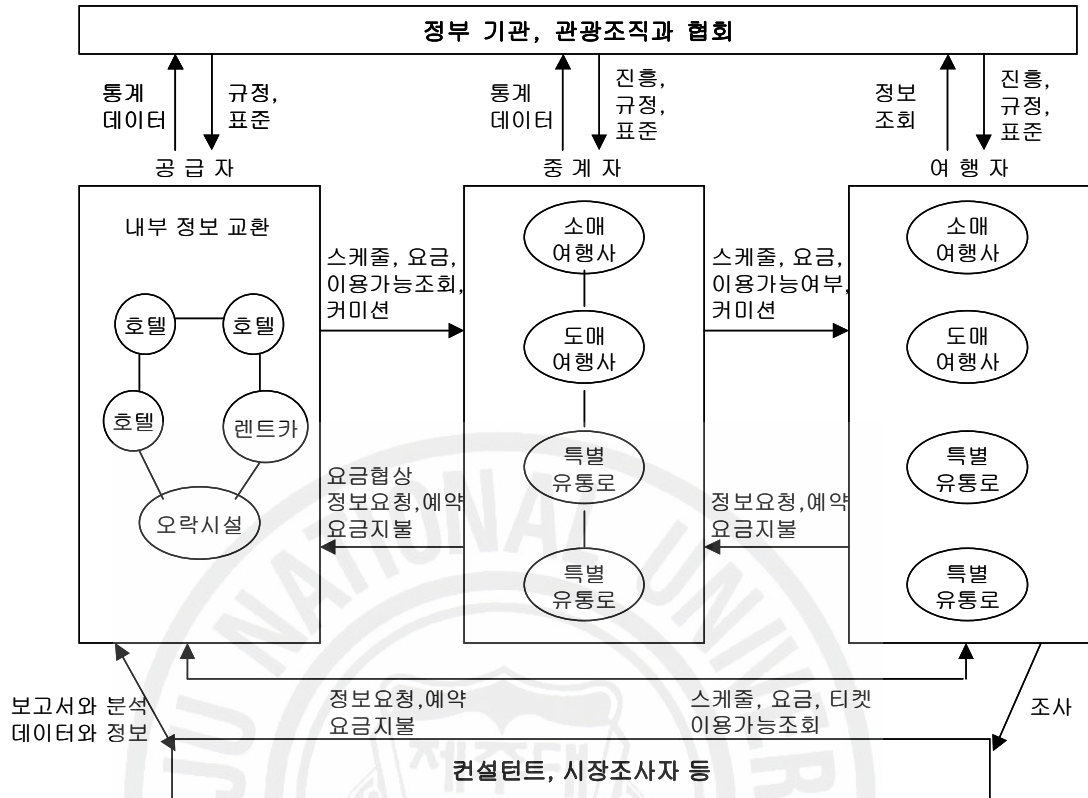 정부 기관, 관광조직과 협회
통계
데이터
규정,
표준
통계
데이터
진흥,
규정,
표준
정보
조회
진흥,
규정,
표준
공 급 자
중 계 자
여 행 자
내부 정보 교환
호텔
호텔
호텔
렌트카
오락시설
스케줄, 요금,
이용가능조회,
커미션
요금협상
정보요청,예약
요금지불
소매
여행사
도매
여행사
특별
유통로
특별
유통로
스케줄, 요금,
이용가능여부,
커미션
정보요청,예약
요금지불
소매
여행사
도매
여행사
특별
유통로
특별
유통로
보고서와 분석
데이터와 정보
정보요청,예약
요금지불
스케줄, 요금, 티켓
이용가능조회
조사
컨설턴트, 시장조사자 등
JU NATIONAL UNIVER
제주대